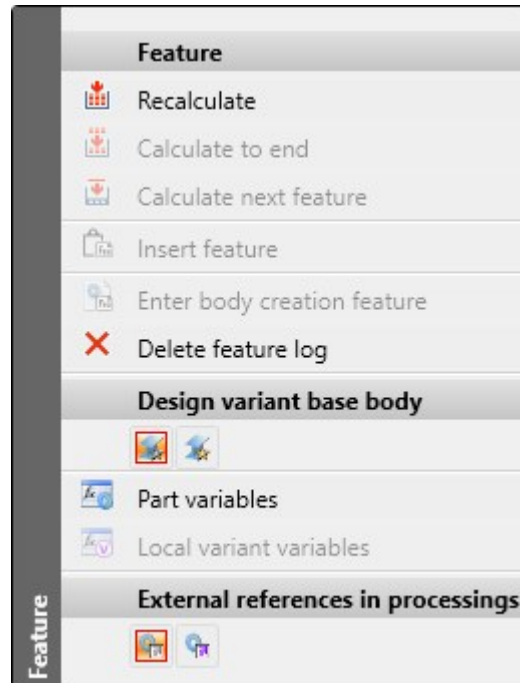 Feature
Recalculate
Calculate to end
Calculate next feature
Insert feature
Enter body creation feature
Delete feature log
Design variant base body
Part variables
Local variant variables
External references in processings
Feature